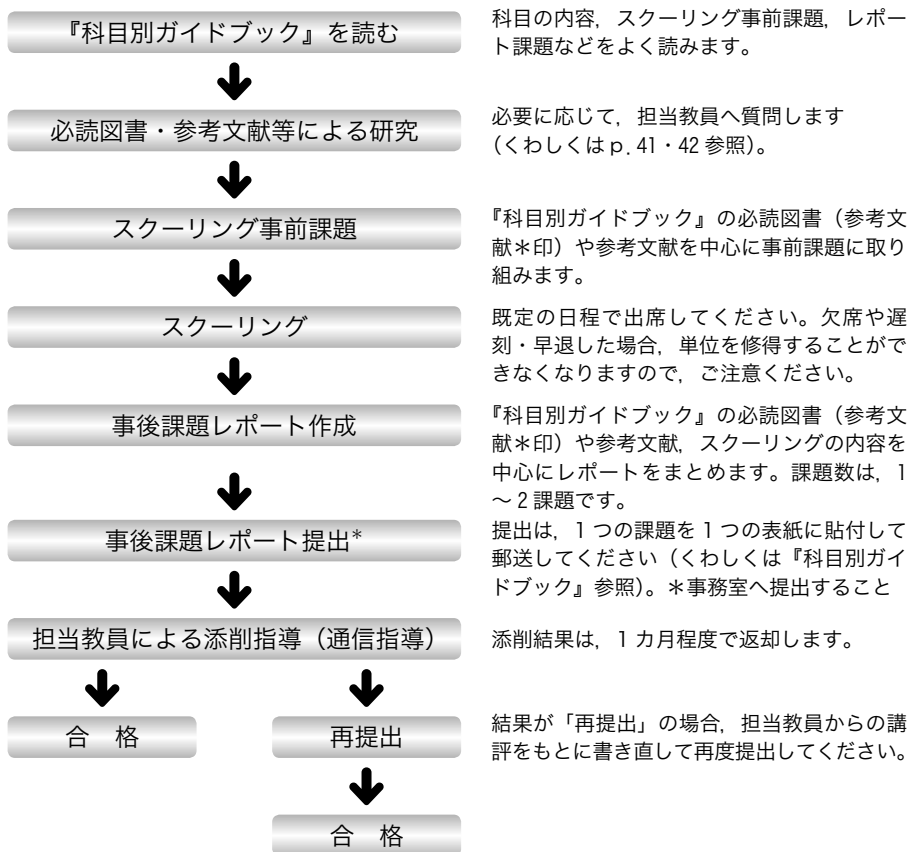 『科目別ガイドブック』を読む
科目の内容，スクーリング事前課題，レポー
ト課題などをよく読みます。
必読図書・参考文献等による研究
必要に応じて，担当教員へ質問します
（くわしくはｐ．41・42 参照）。
スクーリング事前課題
『科目別ガイドブック』の必読図書（参考文
献＊印）や参考文献を中心に事前課題に取り
組みます。
スクーリング
既定の日程で出席してください。欠席や遅
刻・早退した場合，単位を修得することがで
きなくなりますので，ご注意ください。
事後課題レポート作成
『科目別ガイドブック』の必読図書（参考文
献＊印）や参考文献，スクーリングの内容を
中心にレポートをまとめます。課題数は，1
～ 2 課題です。
事後課題レポート提出*
提出は，1 つの課題を 1 つの表紙に貼付して
郵送してください（くわしくは『科目別ガイ
ドブック』参照）。＊事務室へ提出すること
担当教員による添削指導（通信指導）
添削結果は，1 カ月程度で返却します。
合　格
再提出
結果が「再提出」の場合，担当教員からの講
評をもとに書き直して再度提出してください。
合　格